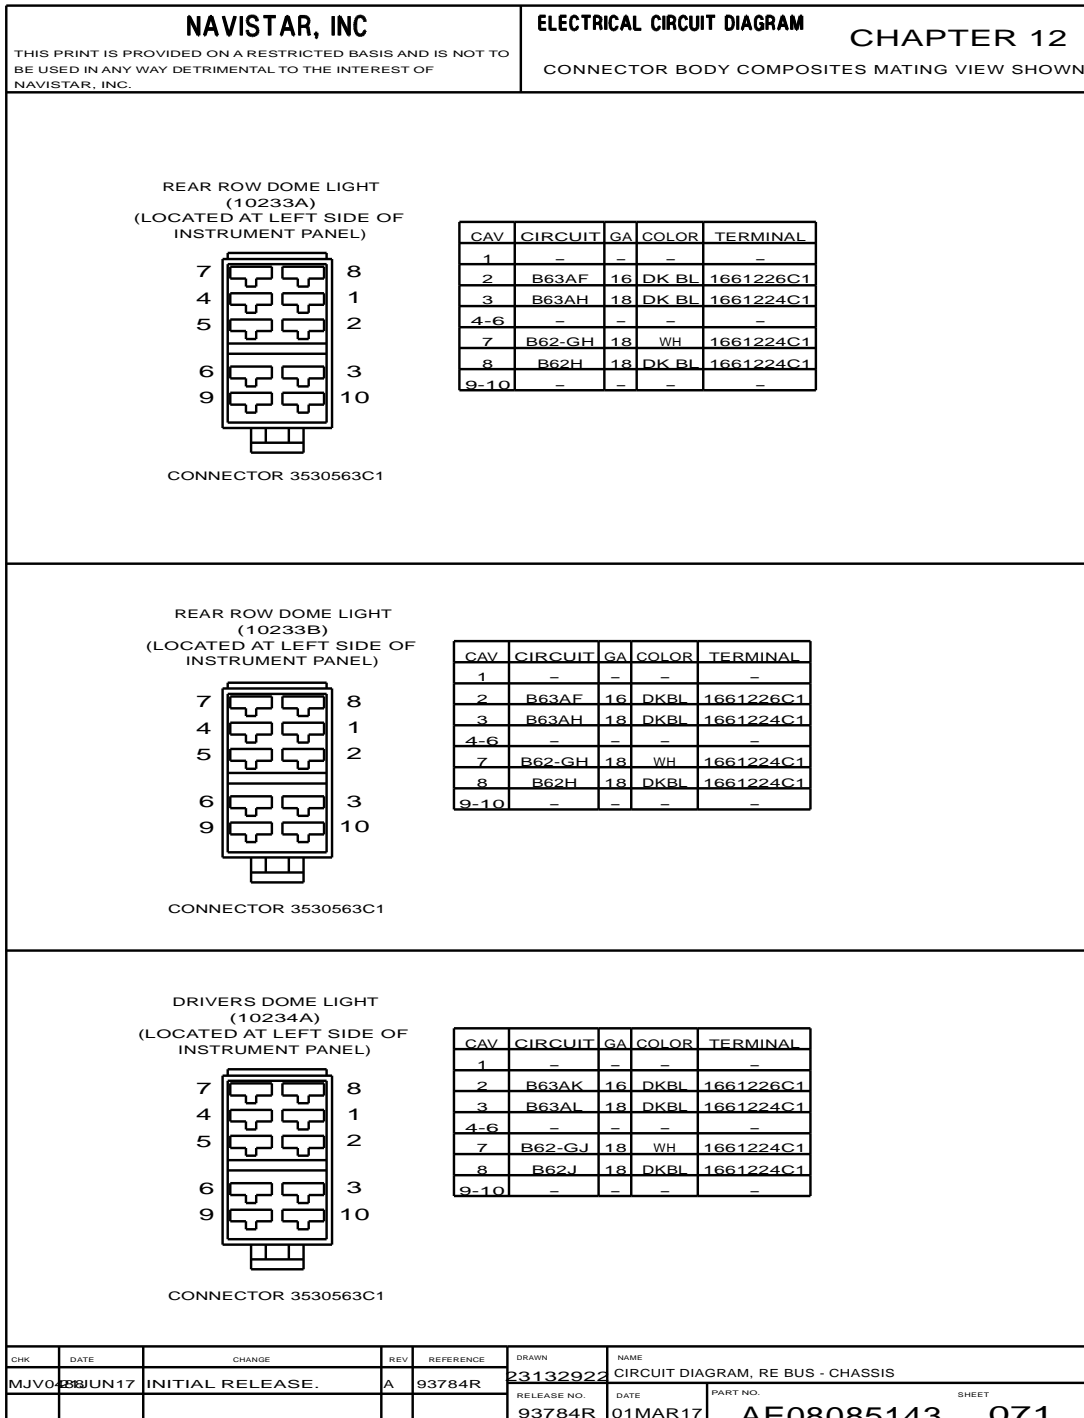 NAVISTAR, INC
THIS PRINT IS PROVIDED ON A RESTRICTED BASIS AND IS NOT TO
BE USED IN ANY WAY DETRIMENTAL TO THE INTEREST OF
NAVISTAR, INC.
ELECTRICAL CIRCUIT DIAGRAM
CHAPTER 12
CONNECTOR BODY COMPOSITES MATING VIEW SHOWN
REAR ROW DOME LIGHT
(10233A)
(LOCATED AT LEFT SIDE OF
INSTRUMENT PANEL)
7 8
4 1
5 2
6 3
9 10
CONNECTOR 3530563C1
CAV CIRCUIT GA COLOR TERMINAL
1 – – – –
2 B63AF 16 DK BL 1661226C1
3 B63AH 18 DK BL 1661224C1
4-6 – – – –
7 B62-GH 18 WH 1661224C1
8 B62H 18 DK BL 1661224C1
9-10 – – – –
REAR ROW DOME LIGHT
(10233B)
(LOCATED AT LEFT SIDE OF
INSTRUMENT PANEL)
7 8
4 1
5 2
6 3
9 10
CONNECTOR 3530563C1
CAV CIRCUIT GA COLOR TERMINAL
1 – – – –
2 B63AF 16 DKBL 1661226C1
3 B63AH 18 DKBL 1661224C1
4-6 – – – –
7 B62-GH 18 WH 1661224C1
8 B62H 18 DKBL 1661224C1
9-10 – – – –
DRIVERS DOME LIGHT
(10234A)
(LOCATED AT LEFT SIDE OF
INSTRUMENT PANEL)
7 8
4 1
5 2
6 3
9 10
CONNECTOR 3530563C1
CAV CIRCUIT GA COLOR TERMINAL
1 – – – –
2 B63AK 16 DKBL 1661226C1
3 B63AL 18 DKBL 1661224C1
4-6 – – – –
7 B62-GJ 18 WH 1661224C1
8 B62J 18 DKBL 1661224C1
9-10 – – – –
CHK DATE CHANGE REV REFERENCE
INITIAL RELEASE. A 93784R
DRAWN
23132922
NAME
CIRCUIT DIAGRAM, RE BUS - CHASSIS
RELEASE NO.
93784R
DATE
01MAR17
PART NO.
AE08085143
SHEET
071